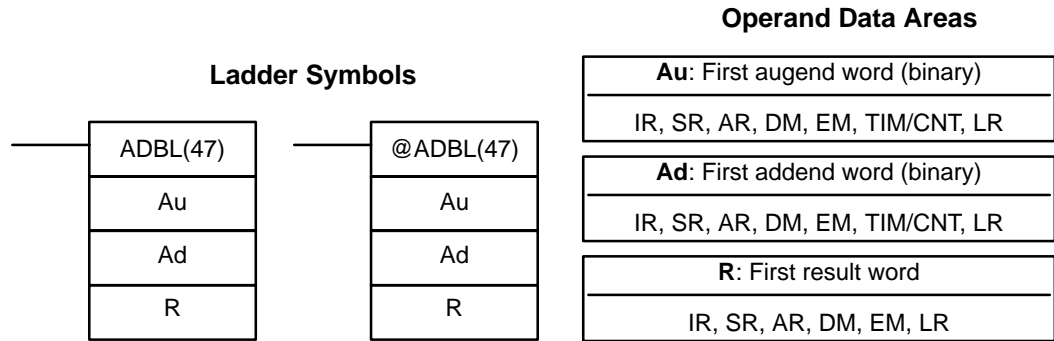 Operand Data Areas
Ladder Symbols
ADBL(47)
Au
Ad
R
@ADBL(47)
Au
Ad
R
Au: First augend word (binary)
IR, SR, AR, DM, EM, TIM/CNT, LR
Ad: First addend word (binary)
IR, SR, AR, DM, EM, TIM/CNT, LR
R: First result word
IR, SR, AR, DM, EM, LR